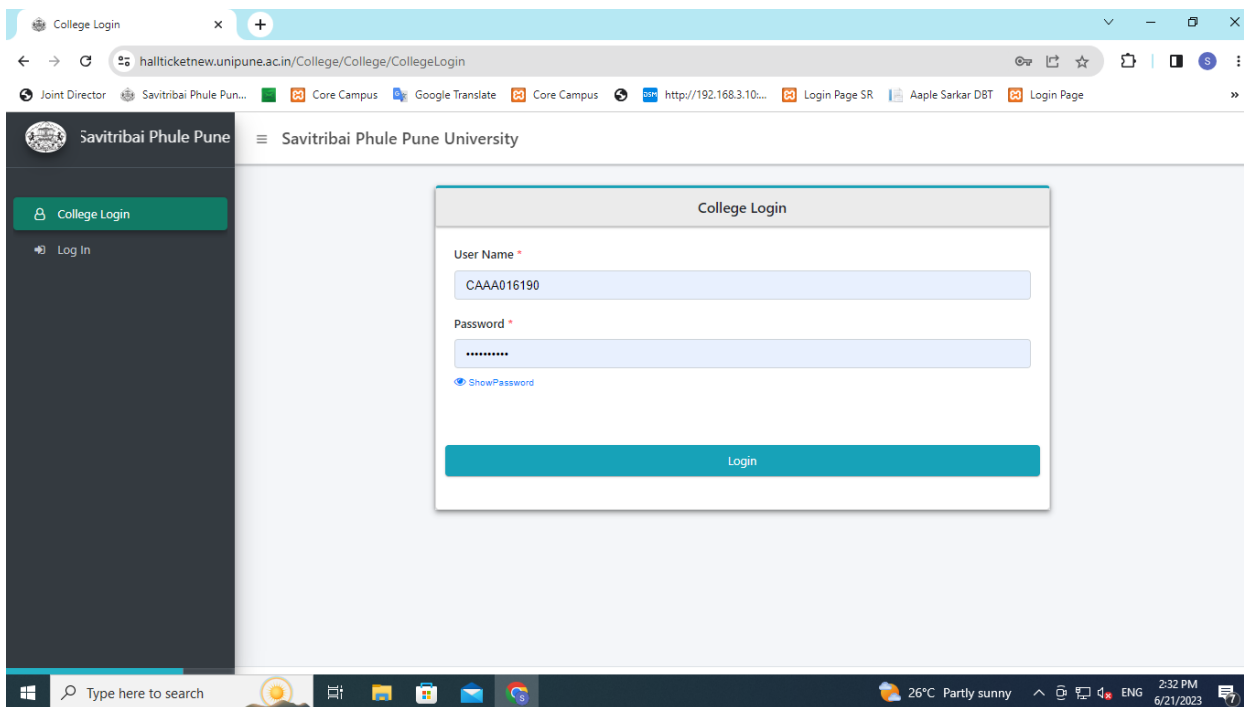 College Login
hallticketnew.unipune.ac.in/College/College/CollegeLogin
S
Joint Director Savitribai Phule Pun... Core Campus Google Translate Core Campus DSM http://192.168.3.10:... Login Page SR Aaple Sarkar DBT Login Page »
Savitribai Phule Pune
Savitribai Phule Pune University
College Login
Log In
College Login
User Name *
CAAA016190
Password *
••••••••••
ShowPassword
Login
Type here to search
26°C Partly sunny
ENG
2:32 PM
6/21/2023
7